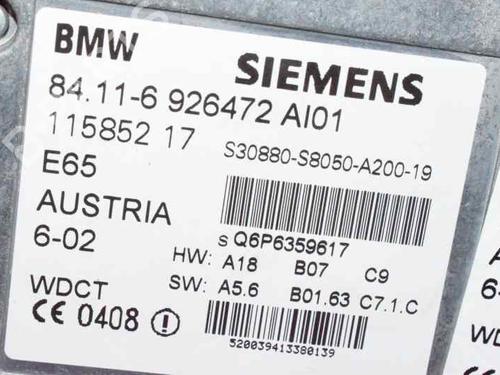 BMW
SIEMENS
84.11-6 926472 AI01
115852 17
S30880-S8050-A200-19
E65
AUSTRIA
S Q6P6359617
6-02
HW: A18 B07 C9
WDCT
SW: A5.6 B01.63 C7.1.C
CE 0408
520039413380139